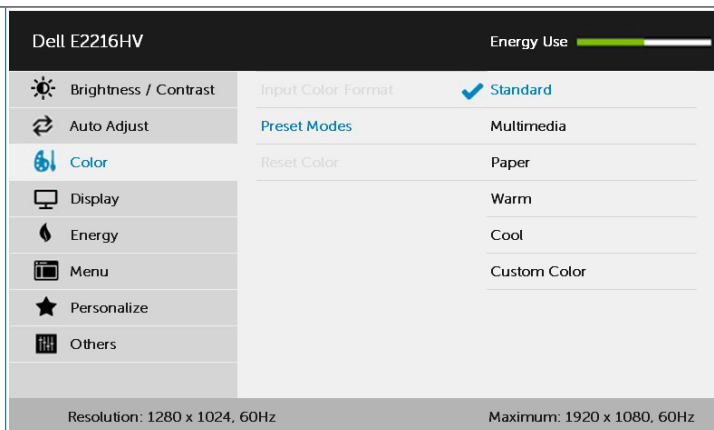 Dell E2216HV
Energy Use
Brightness / Contrast
Input Color Format
Standard
Auto Adjust
Preset Modes
Multimedia
Color
Reset Color
Paper
Display
Warm
Energy
Cool
Menu
Custom Color
Personalize
Others
Resolution: 1280 x 1024, 60Hz
Maximum: 1920 x 1080, 60Hz